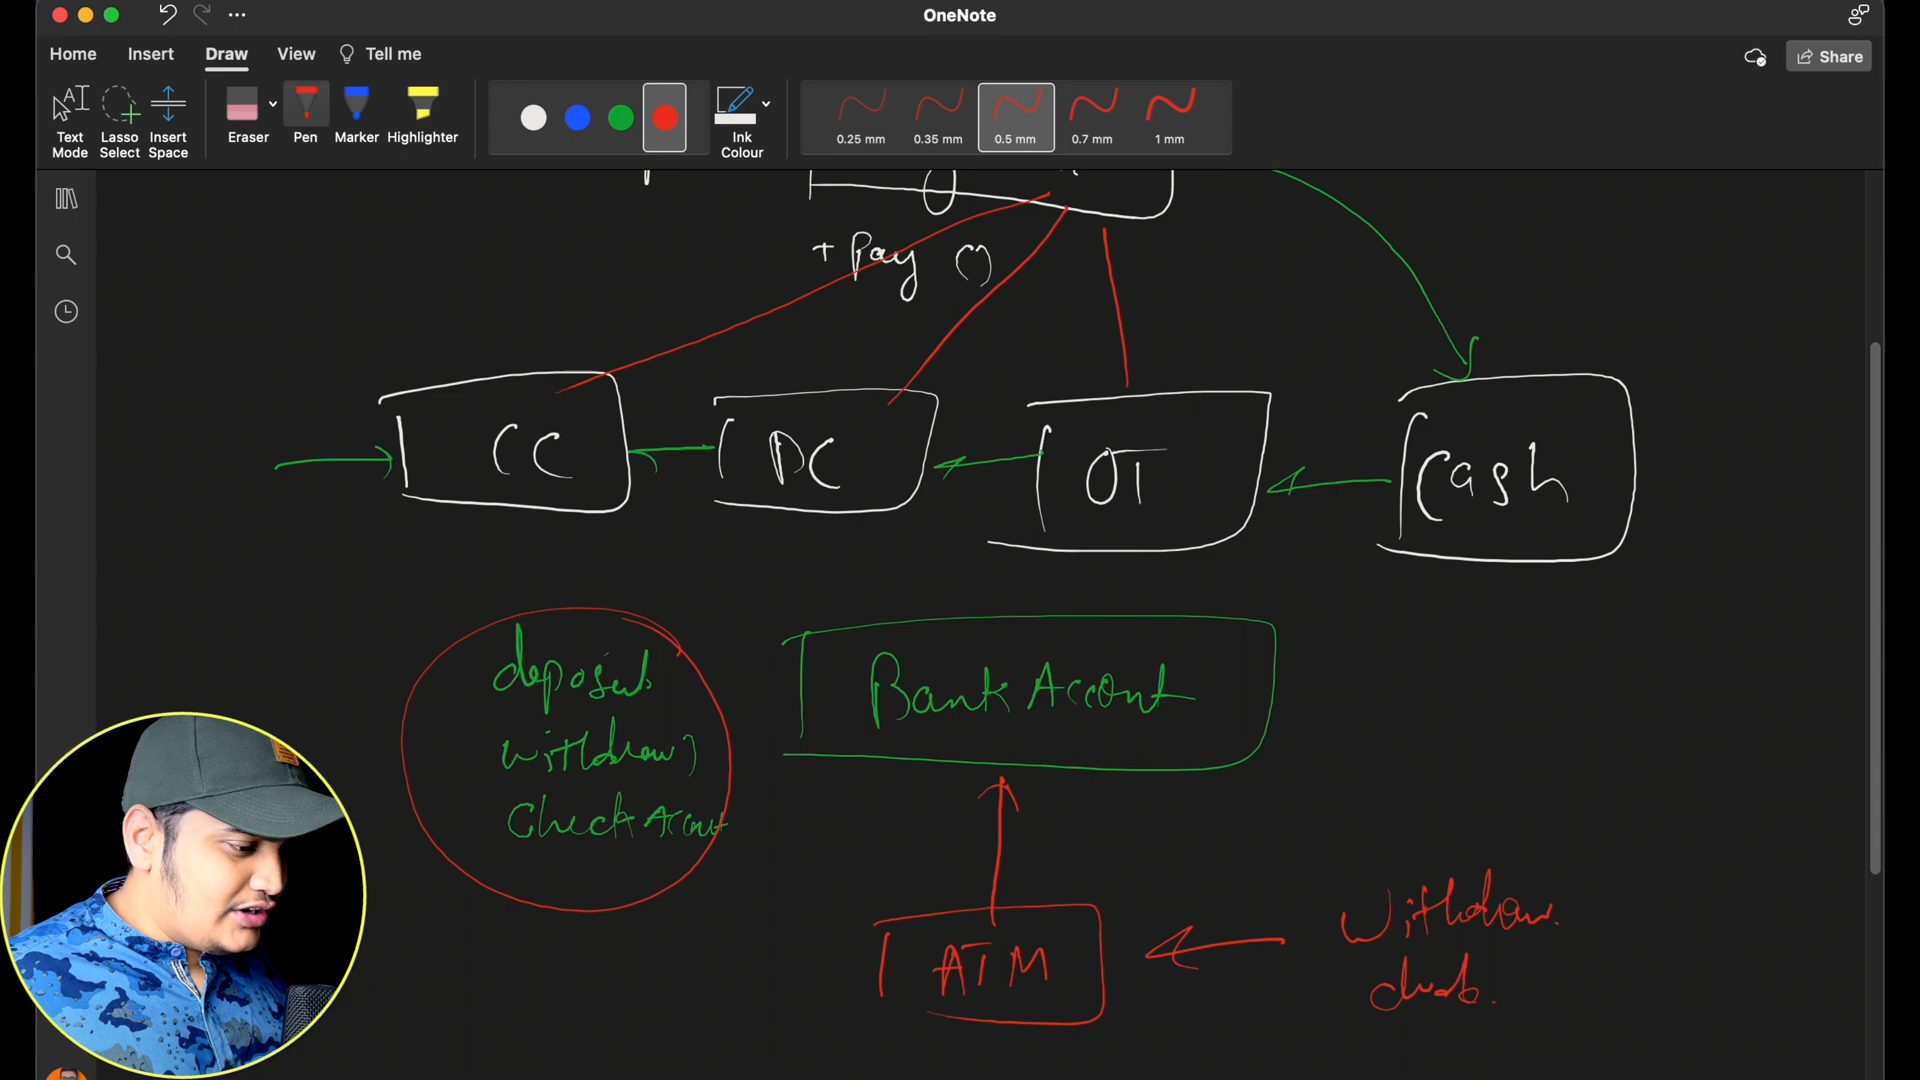 OneNote
Home Insert Draw View Tell me
Share
Text Mode
Lasso Select
Insert Space
Eraser
Pen
Marker
Highlighter
Ink Colour
0.25 mm
0.35 mm
0.5 mm
0.7 mm
1 mm
+ Pay ()
CC
DC
OT
Cash
deposit
withdraw
Check Account
Bank Account
ATM
Withdraw.